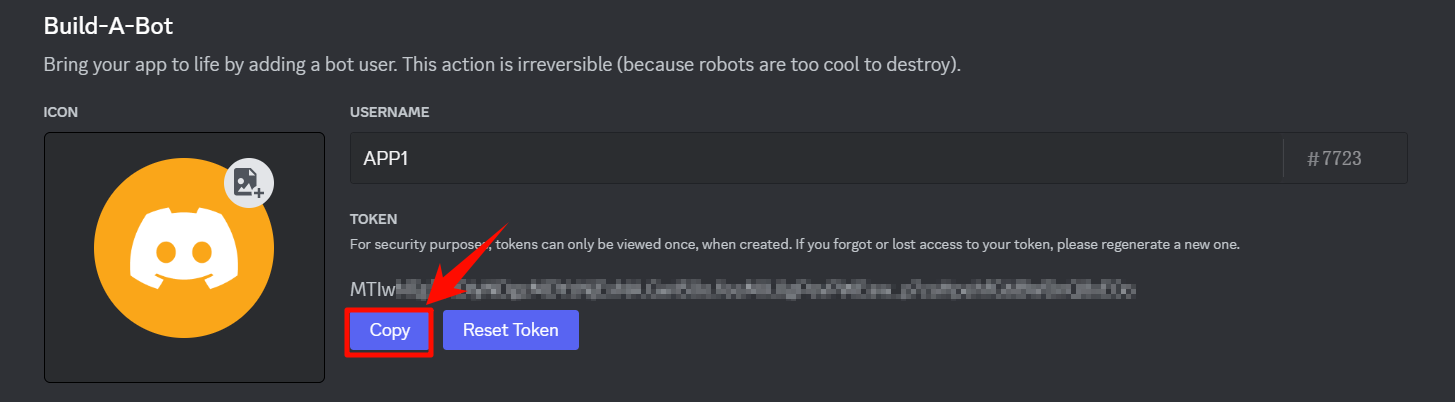 Build-A-Bot
Bring your app to life by adding a bot user. This action is irreversible (because robots are too cool to destroy).
ICON
USERNAME
APP1
#7723
TOKEN
For security purposes, tokens can only be viewed once, when created. If you forgot or lost access to your token, please regenerate a new one.
MTIw
Copy
Reset Token